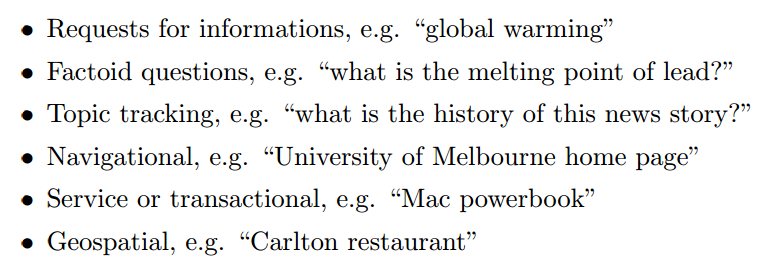 • Requests for informations, e.g. “global warming”
• Factoid questions, e.g. “what is the melting point of lead?”
• Topic tracking, e.g. “what is the history of this news story?”
• Navigational, e.g. “University of Melbourne home page”
• Service or transactional, e.g. “Mac powerbook”
• Geospatial, e.g. “Carlton restaurant”